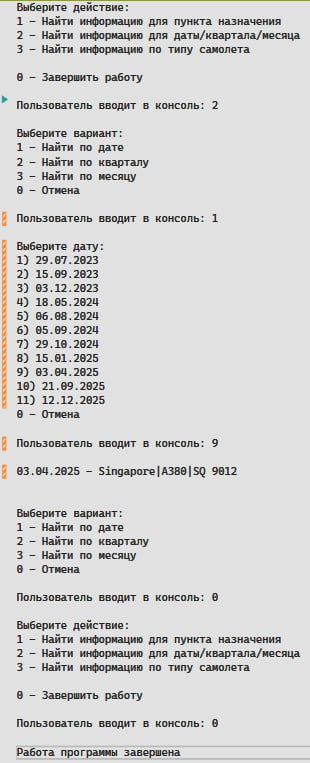 Выберите действие:
1 – Найти информацию для пункта назначения
2 – Найти информацию для даты/квартала/месяца
3 – Найти информацию по типу самолета
0 – Завершить работу
Пользователь вводит в консоль: 2
Выберите вариант:
1 – Найти по дате
2 – Найти по кварталу
3 – Найти по месяцу
0 – Отмена
Пользователь вводит в консоль: 1
Выберите дату:
1) 29.07.2023
2) 15.09.2023
3) 03.12.2023
4) 18.05.2024
5) 06.08.2024
6) 05.09.2024
7) 29.10.2024
8) 15.01.2025
9) 03.04.2025
10) 21.09.2025
11) 12.12.2025
0 – Отмена
Пользователь вводит в консоль: 9
03.04.2025 – Singapore|A380|SQ 9012
Выберите вариант:
1 – Найти по дате
2 – Найти по кварталу
3 – Найти по месяцу
0 – Отмена
Пользователь вводит в консоль: 0
Выберите действие:
1 – Найти информацию для пункта назначения
2 – Найти информацию для даты/квартала/месяца
3 – Найти информацию по типу самолета
0 – Завершить работу
Пользователь вводит в консоль: 0
Работа программы завершена